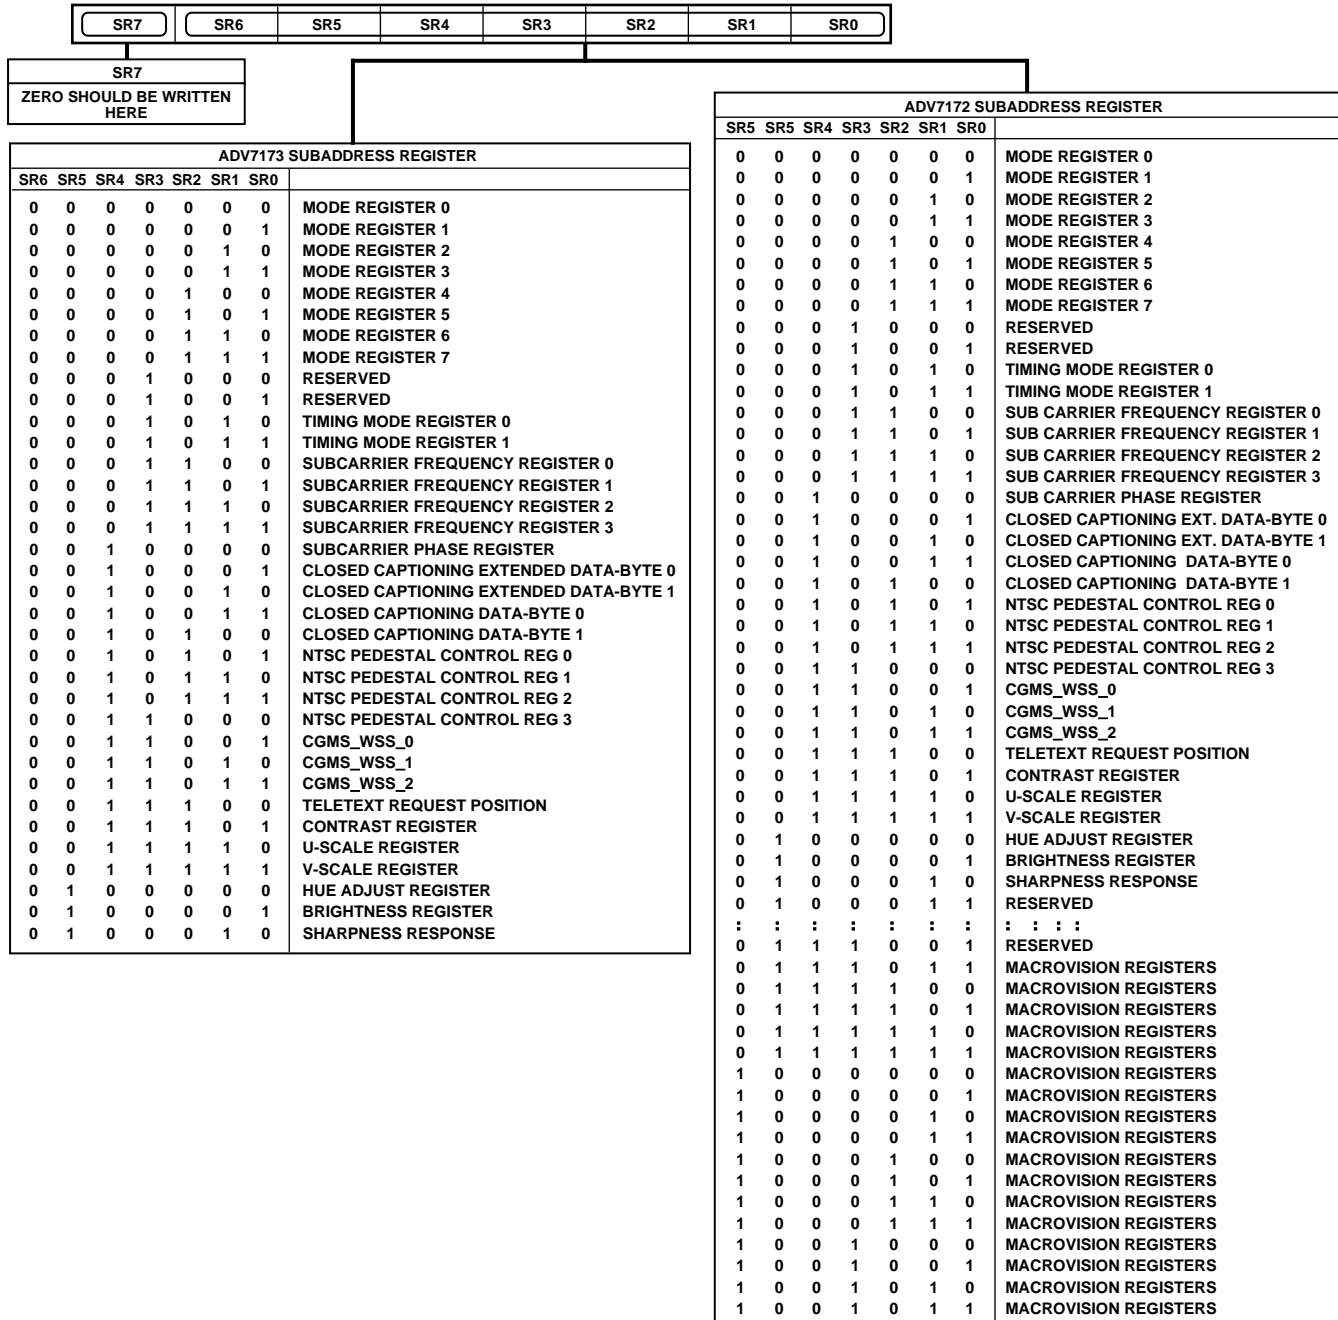 SR7 SR6 SR5 SR4 SR3 SR2 SR1 SR0
SR7
ZERO SHOULD BE WRITTEN
HERE
ADV7173 SUBADDRESS REGISTER
SR6 SR5 SR4 SR3 SR2 SR1 SR0
0 0 0 0 0 0 0 MODE REGISTER 0
0 0 0 0 0 0 1 MODE REGISTER 1
0 0 0 0 0 1 0 MODE REGISTER 2
0 0 0 0 0 1 1 MODE REGISTER 3
0 0 0 0 1 0 0 MODE REGISTER 4
0 0 0 0 1 0 1 MODE REGISTER 5
0 0 0 0 1 1 0 MODE REGISTER 6
0 0 0 0 1 1 1 MODE REGISTER 7
0 0 0 1 0 0 0 RESERVED
0 0 0 1 0 0 1 RESERVED
0 0 0 1 0 1 0 TIMING MODE REGISTER 0
0 0 0 1 0 1 1 TIMING MODE REGISTER 1
0 0 0 1 1 0 0 SUBCARRIER FREQUENCY REGISTER 0
0 0 0 1 1 0 1 SUBCARRIER FREQUENCY REGISTER 1
0 0 0 1 1 1 0 SUBCARRIER FREQUENCY REGISTER 2
0 0 0 1 1 1 1 SUBCARRIER FREQUENCY REGISTER 3
0 0 1 0 0 0 0 SUBCARRIER PHASE REGISTER
0 0 1 0 0 0 1 CLOSED CAPTIONING EXTENDED DATA-BYTE 0
0 0 1 0 0 1 0 CLOSED CAPTIONING EXTENDED DATA-BYTE 1
0 0 1 0 0 1 1 CLOSED CAPTIONING DATA-BYTE 0
0 0 1 0 1 0 0 CLOSED CAPTIONING DATA-BYTE 1
0 0 1 0 1 0 1 NTSC PEDESTAL CONTROL REG 0
0 0 1 0 1 1 0 NTSC PEDESTAL CONTROL REG 1
0 0 1 0 1 1 1 NTSC PEDESTAL CONTROL REG 2
0 0 1 1 0 0 0 NTSC PEDESTAL CONTROL REG 3
0 0 1 1 0 0 1 CGMS_WSS_0
0 0 1 1 0 1 0 CGMS_WSS_1
0 0 1 1 0 1 1 CGMS_WSS_2
0 0 1 1 1 0 0 TELETEXT REQUEST POSITION
0 0 1 1 1 0 1 CONTRAST REGISTER
0 0 1 1 1 1 0 U-SCALE REGISTER
0 0 1 1 1 1 1 V-SCALE REGISTER
0 1 0 0 0 0 0 HUE ADJUST REGISTER
0 1 0 0 0 0 1 BRIGHTNESS REGISTER
0 1 0 0 0 1 0 SHARPNESS RESPONSE
ADV7172 SUBADDRESS REGISTER
SR5 SR5 SR4 SR3 SR2 SR1 SR0
0 0 0 0 0 0 0 MODE REGISTER 0
0 0 0 0 0 0 1 MODE REGISTER 1
0 0 0 0 0 1 0 MODE REGISTER 2
0 0 0 0 0 1 1 MODE REGISTER 3
0 0 0 0 1 0 0 MODE REGISTER 4
0 0 0 0 1 0 1 MODE REGISTER 5
0 0 0 0 1 1 0 MODE REGISTER 6
0 0 0 0 1 1 1 MODE REGISTER 7
0 0 0 1 0 0 0 RESERVED
0 0 0 1 0 0 1 RESERVED
0 0 0 1 0 1 0 TIMING MODE REGISTER 0
0 0 0 1 0 1 1 TIMING MODE REGISTER 1
0 0 0 1 1 0 0 SUB CARRIER FREQUENCY REGISTER 0
0 0 0 1 1 0 1 SUB CARRIER FREQUENCY REGISTER 1
0 0 0 1 1 1 0 SUB CARRIER FREQUENCY REGISTER 2
0 0 0 1 1 1 1 SUB CARRIER FREQUENCY REGISTER 3
0 0 1 0 0 0 0 SUB CARRIER PHASE REGISTER
0 0 1 0 0 0 1 CLOSED CAPTIONING EXT. DATA-BYTE 0
0 0 1 0 0 1 0 CLOSED CAPTIONING EXT. DATA-BYTE 1
0 0 1 0 0 1 1 CLOSED CAPTIONING DATA-BYTE 0
0 0 1 0 1 0 0 CLOSED CAPTIONING DATA-BYTE 1
0 0 1 0 1 0 1 NTSC PEDESTAL CONTROL REG 0
0 0 1 0 1 1 0 NTSC PEDESTAL CONTROL REG 1
0 0 1 0 1 1 1 NTSC PEDESTAL CONTROL REG 2
0 0 1 1 0 0 0 NTSC PEDESTAL CONTROL REG 3
0 0 1 1 0 0 1 CGMS_WSS_0
0 0 1 1 0 1 0 CGMS_WSS_1
0 0 1 1 0 1 1 CGMS_WSS_2
0 0 1 1 1 0 0 TELETEXT REQUEST POSITION
0 0 1 1 1 0 1 CONTRAST REGISTER
0 0 1 1 1 1 0 U-SCALE REGISTER
0 0 1 1 1 1 1 V-SCALE REGISTER
0 1 0 0 0 0 0 HUE ADJUST REGISTER
0 1 0 0 0 0 1 BRIGHTNESS REGISTER
0 1 0 0 0 1 0 SHARPNESS RESPONSE
0 1 0 0 0 1 1 RESERVED
: : : : : : : : : : :
0 1 1 1 0 0 1 RESERVED
0 1 1 1 0 1 1 MACROVISION REGISTERS
0 1 1 1 1 0 0 MACROVISION REGISTERS
0 1 1 1 1 0 1 MACROVISION REGISTERS
0 1 1 1 1 1 0 MACROVISION REGISTERS
0 1 1 1 1 1 1 MACROVISION REGISTERS
1 0 0 0 0 0 0 MACROVISION REGISTERS
1 0 0 0 0 0 1 MACROVISION REGISTERS
1 0 0 0 0 1 0 MACROVISION REGISTERS
1 0 0 0 0 1 1 MACROVISION REGISTERS
1 0 0 0 1 0 0 MACROVISION REGISTERS
1 0 0 0 1 0 1 MACROVISION REGISTERS
1 0 0 0 1 1 0 MACROVISION REGISTERS
1 0 0 0 1 1 1 MACROVISION REGISTERS
1 0 0 1 0 0 0 MACROVISION REGISTERS
1 0 0 1 0 0 1 MACROVISION REGISTERS
1 0 0 1 0 1 0 MACROVISION REGISTERS
1 0 0 1 0 1 1 MACROVISION REGISTERS